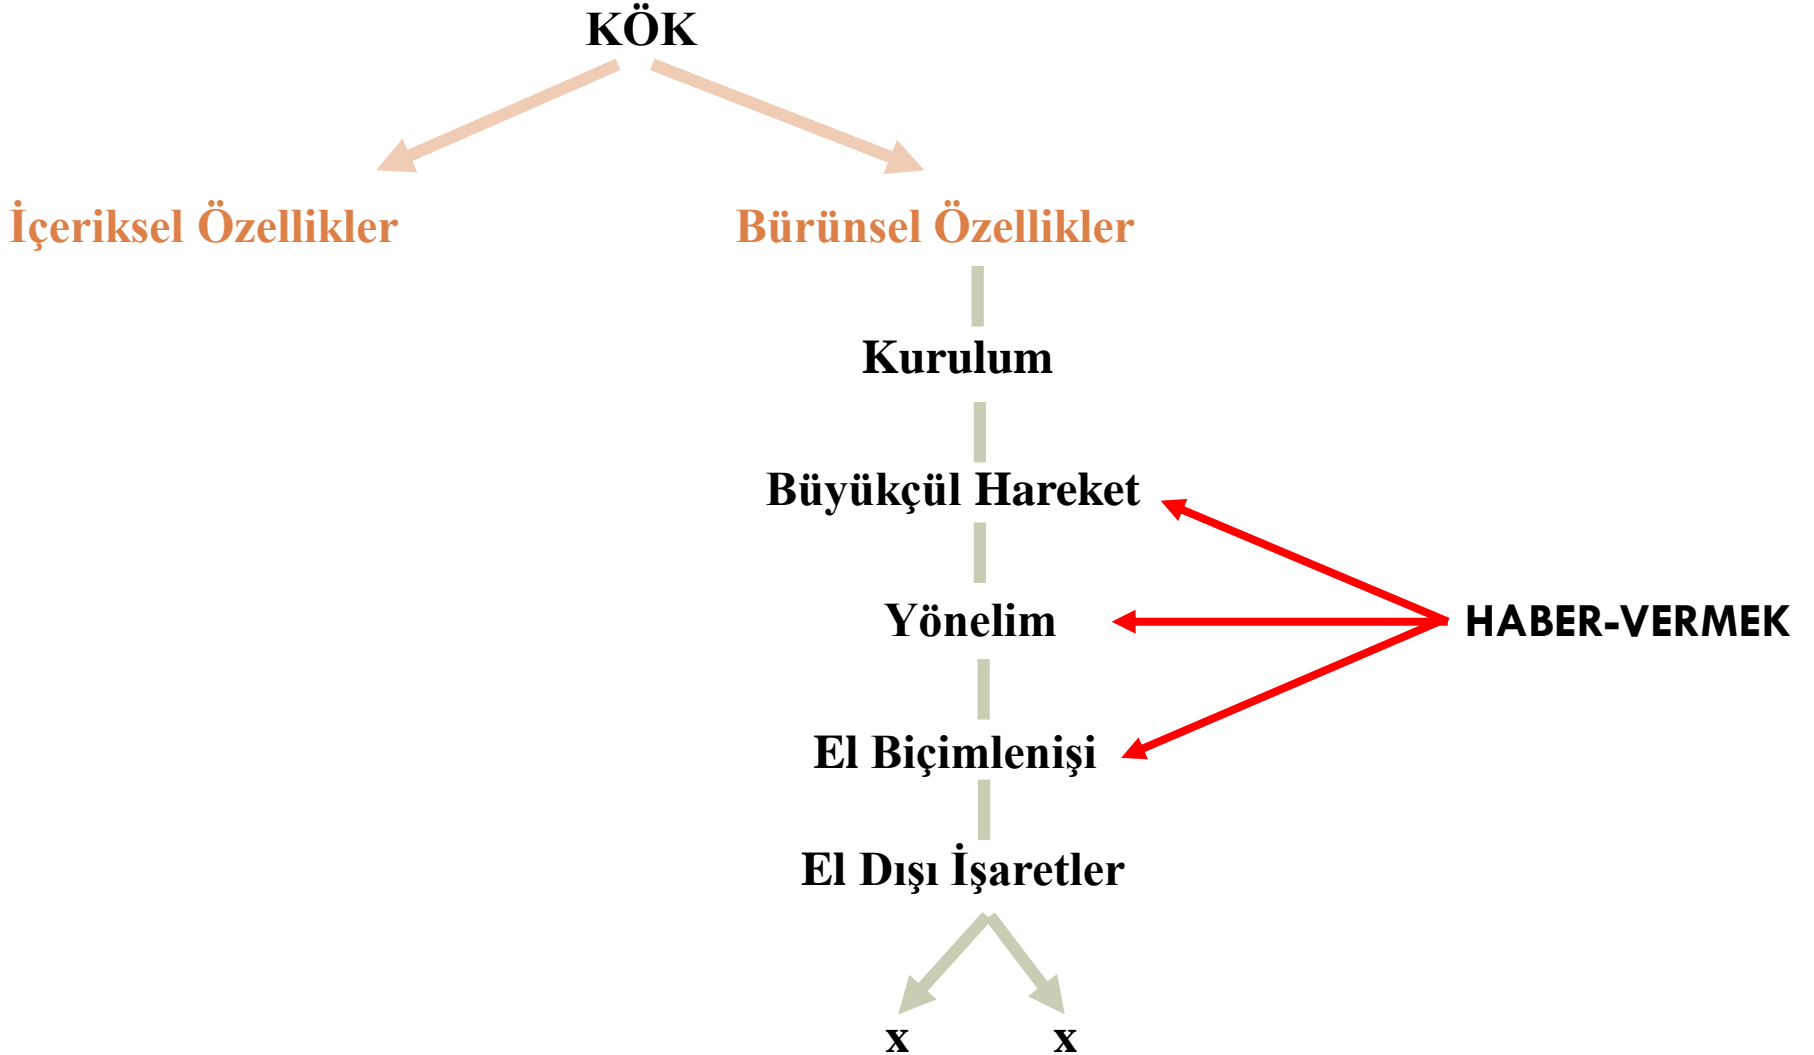 KÖK
İçeriksel Özellikler
Bürünsel Özellikler
Kurulum
Büyükçül Hareket
Yönelim
HABER-VERMEK
El Biçimlenişi
El Dışı İşaretler
x
x